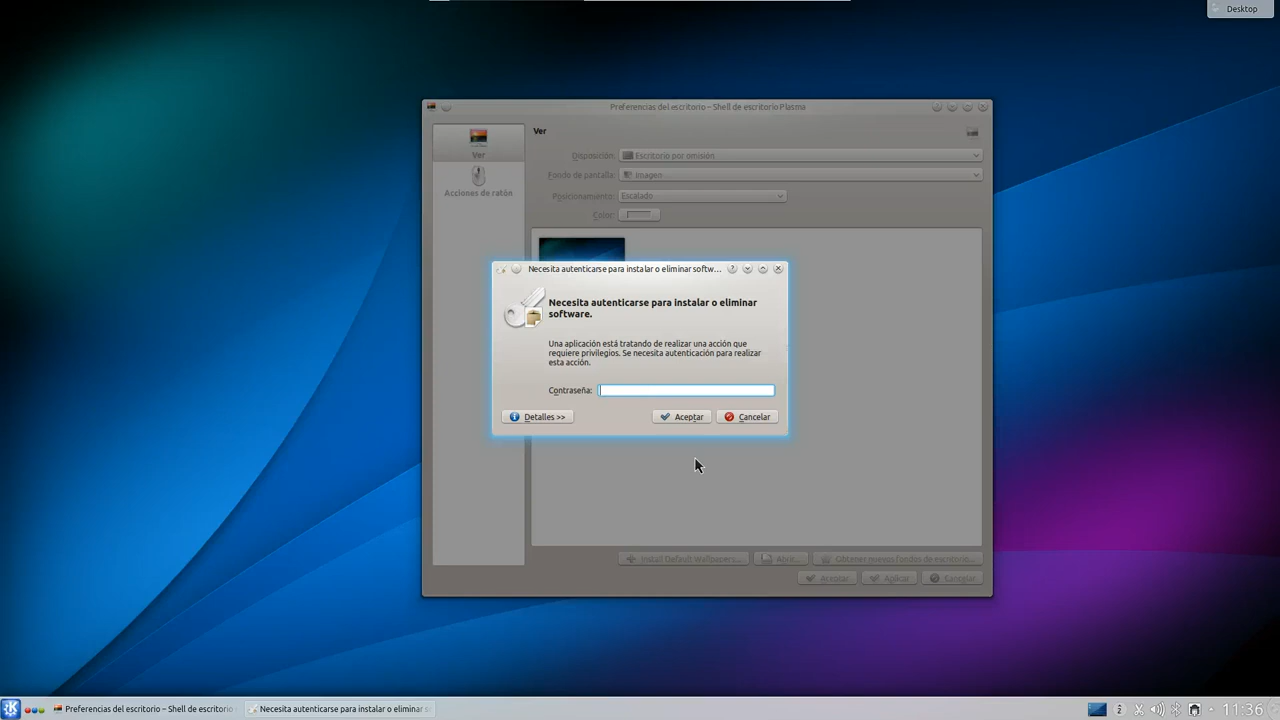 Desktop
Preferencias del escritorio – Shell de escritorio Plasma
Ver
Ver
Acciones de ratón
Disposición:
Escritorio por omisión
Fondo de pantalla:
Imagen
Posicionamiento:
Escalado
Color:
Necesita autenticarse para instalar o eliminar softw...
Necesita autenticarse para instalar o eliminar
software.
Una aplicación está tratando de realizar una acción que
requiere privilegios. Se necesita autenticación para realizar
esta acción.
Contraseña:
Detalles >>
Aceptar
Cancelar
Install Default Wallpapers...
Abrir...
Obtener nuevos fondos de escritorio...
Aceptar
Aplicar
Cancelar
Preferencias del escritorio – Shell de escritorio
Necesita autenticarse para instalar o eliminar s
11:36